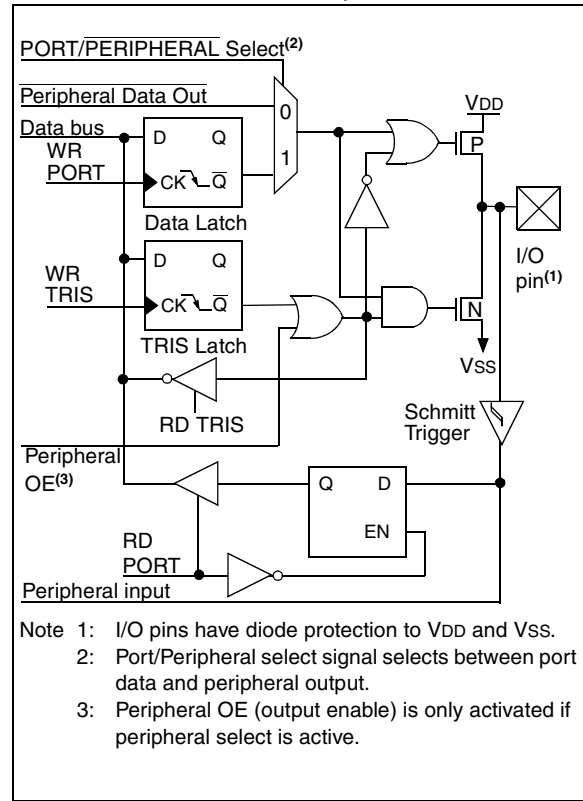 PORT/PERIPHERAL Select(2)
Peripheral Data Out
Data bus
WR
PORT
D Q
CK Q
Data Latch
0
1
VDD
P
I/O
pin(1)
WR
TRIS
D Q
CK Q
TRIS Latch
N
VSS
RD TRIS
Schmitt
Trigger
Peripheral
OE(3)
Q D
EN
RD
PORT
Peripheral input
Note 1: I/O pins have diode protection to VDD and VSS.
2: Port/Peripheral select signal selects between port
data and peripheral output.
3: Peripheral OE (output enable) is only activated if
peripheral select is active.